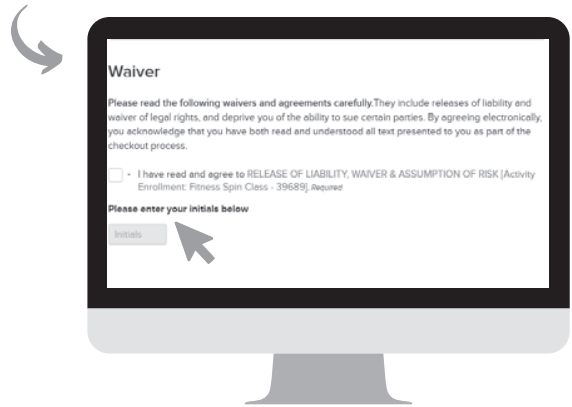 Waiver
Please read the following waivers and agreements carefully.They include releases of liability and
waiver of legal rights, and deprive you of the ability to sue certain parties. By agreeing electronically,
you acknowledge that you have both read and understood all text presented to you as part of the
checkout process.
• I have read and agree to RELEASE OF LIABILITY, WAIVER & ASSUMPTION OF RISK [Activity
Enrollment: Fitness Spin Class - 39689]. Required
Please enter your initials below
Initials